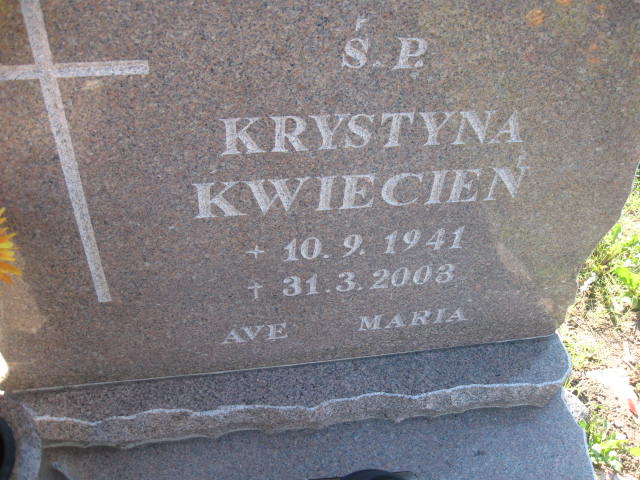 Ś.P.
KRYSTYNA
KWIECIEŃ
+ 10.9.1941
† 31.3.2003
AVE MARIA